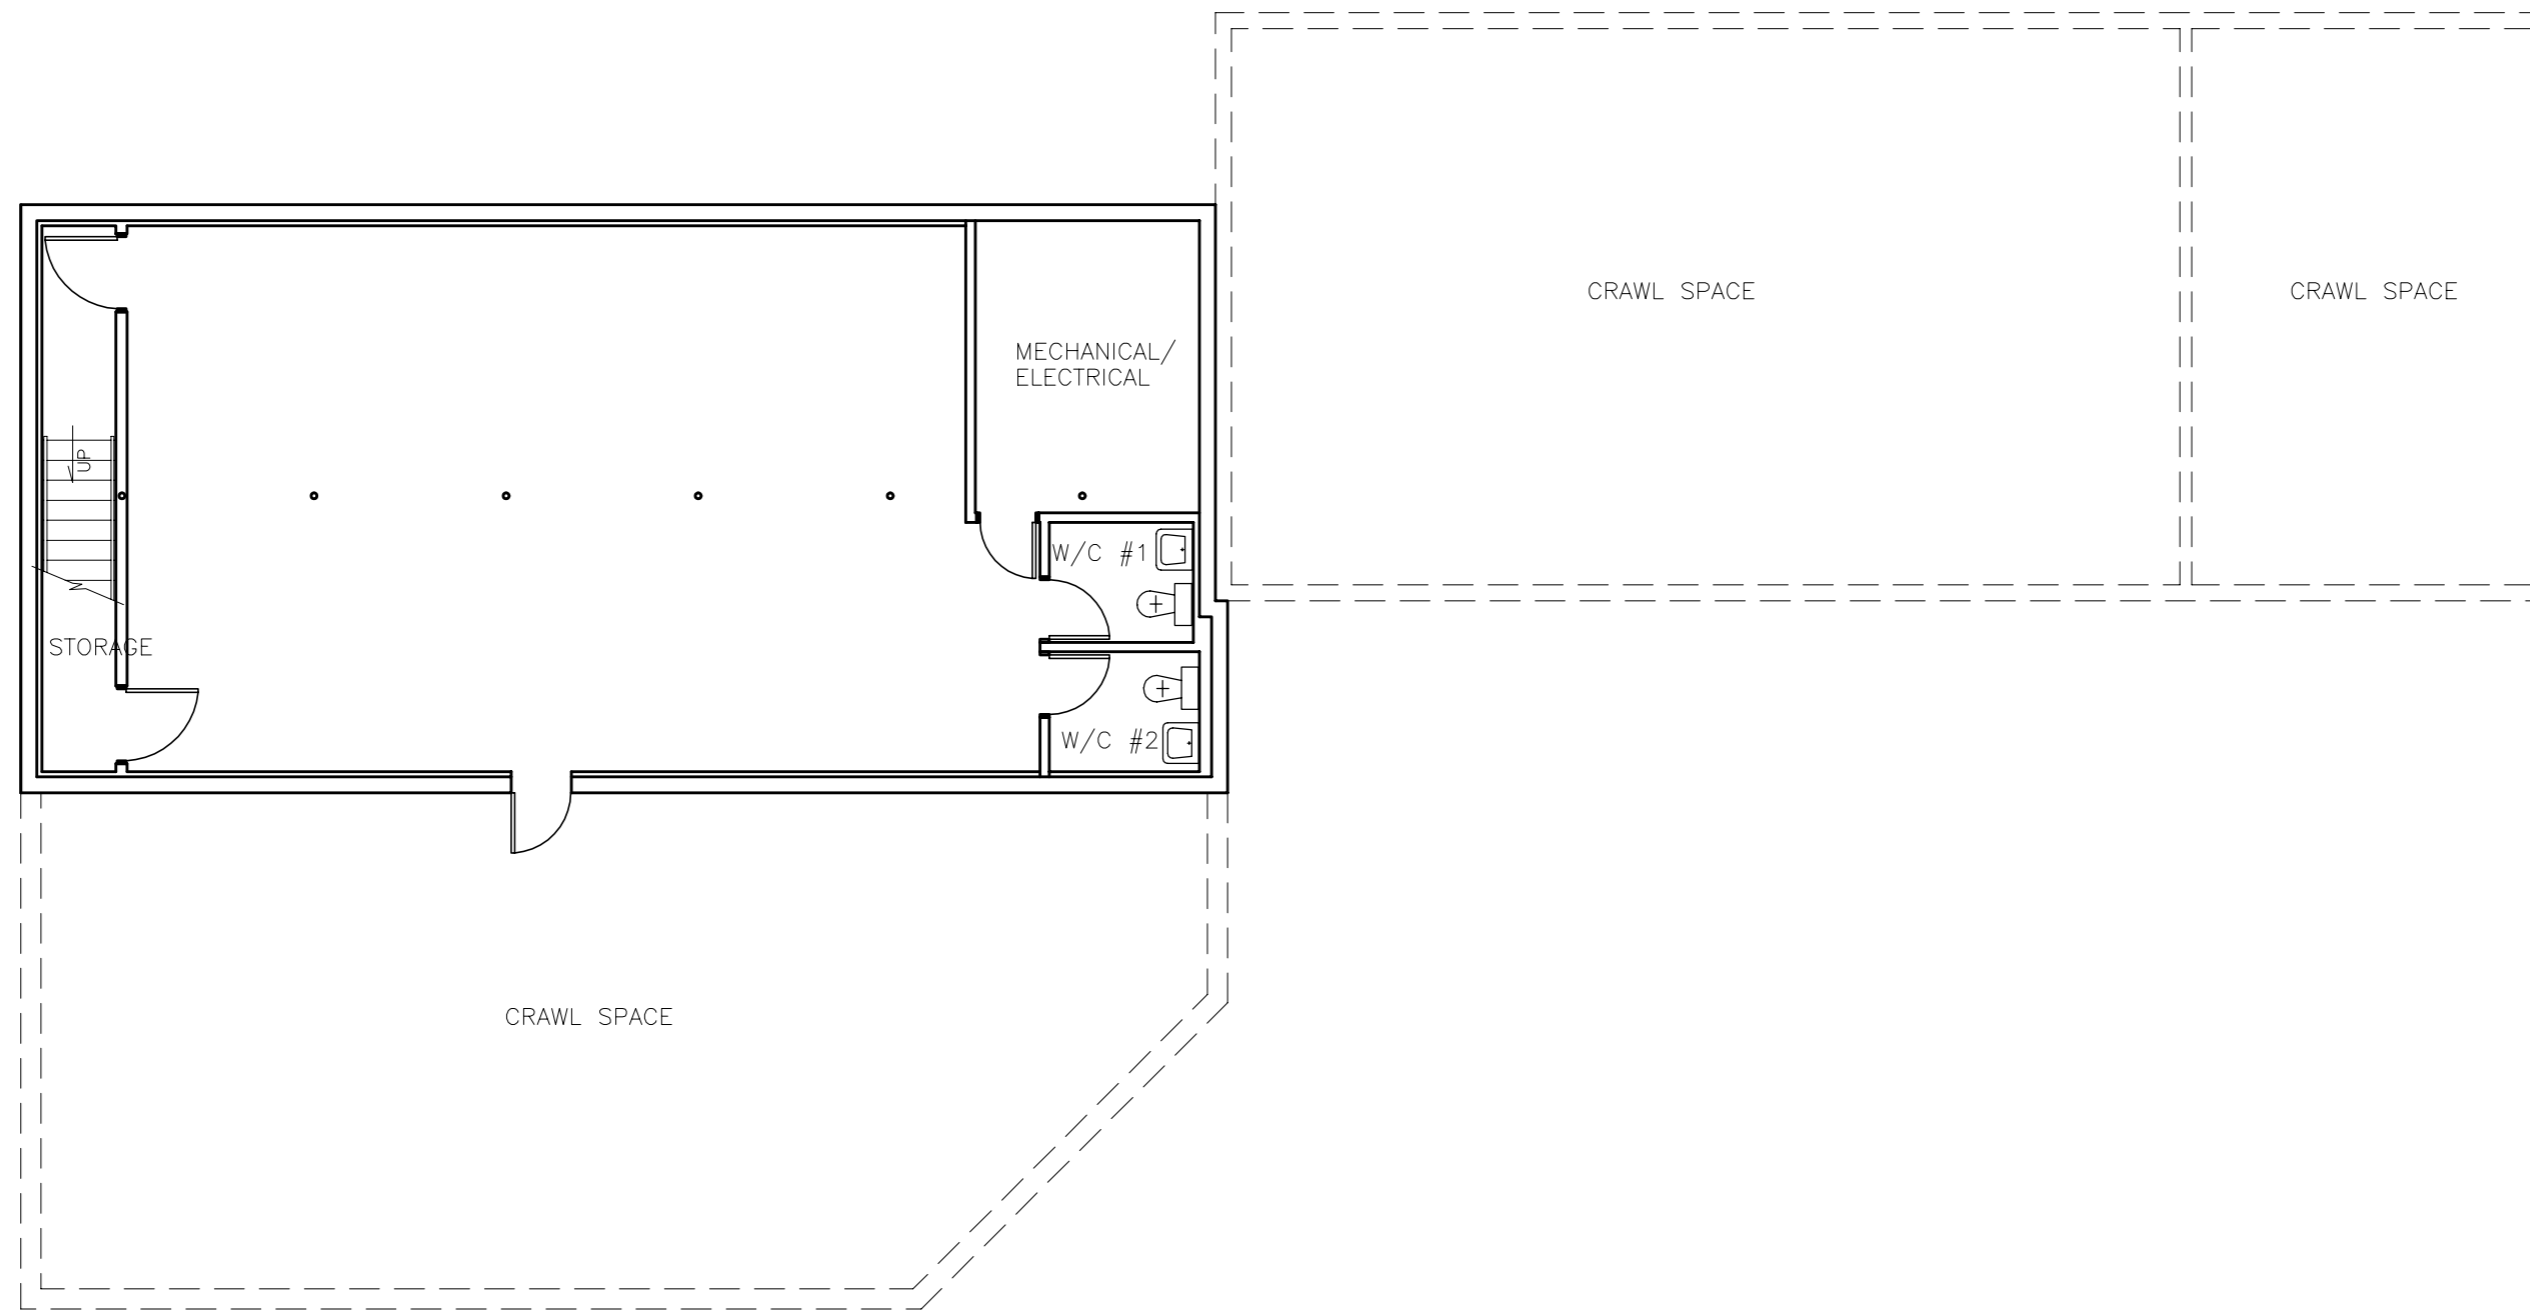 CRAWL SPACE
CRAWL SPACE
MECHANICAL/
ELECTRICAL
UP
W/C #1
STORAGE
W/C #2
CRAWL SPACE